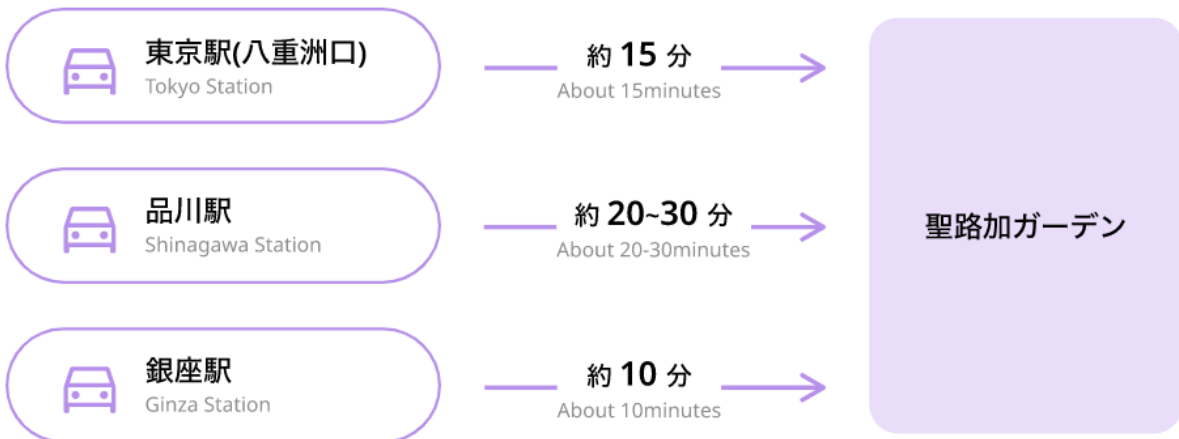 東京駅(八重洲口)
Tokyo Station
約 15 分
About 15minutes
品川駅
Shinagawa Station
約 20~30 分
About 20-30minutes
聖路加ガーデン
銀座駅
Ginza Station
約 10 分
About 10minutes